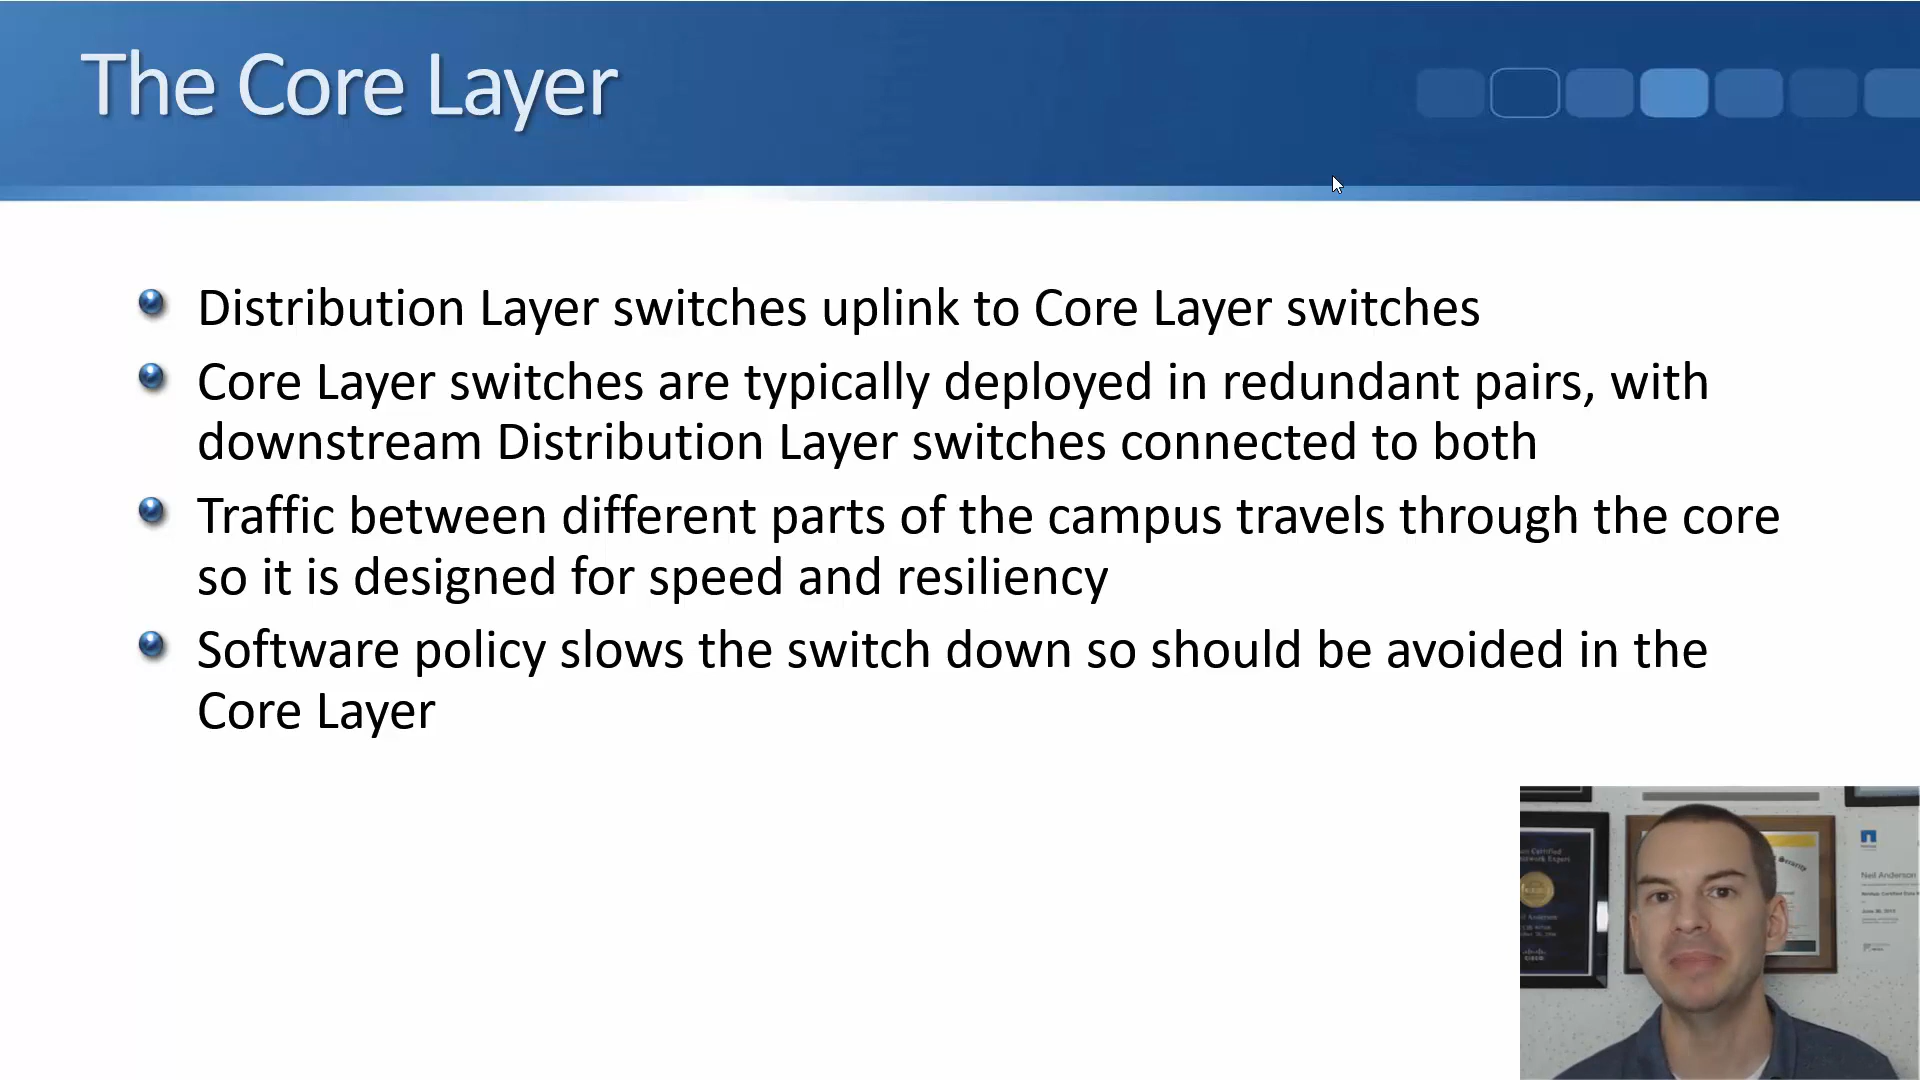 The Core Layer
Distribution Layer switches uplink to Core Layer switches
Core Layer switches are typically deployed in redundant pairs, with
downstream Distribution Layer switches connected to both
Traffic between different parts of the campus travels through the core
so it is designed for speed and resiliency
Software policy slows the switch down so should be avoided in the
Core Layer
Neil Anderson
CISCO